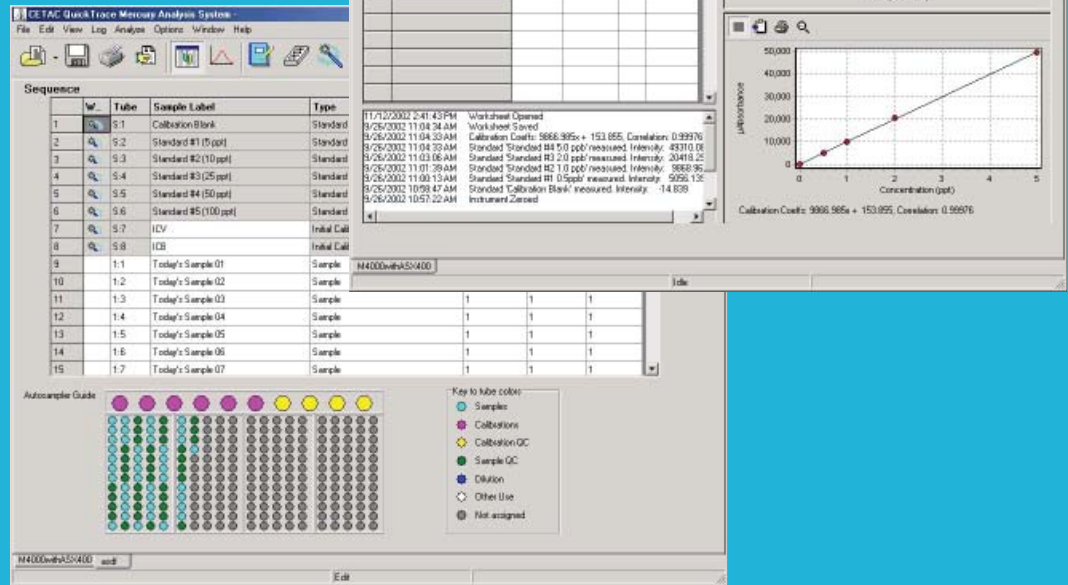 CETAC QuickTrace Mercury Analysis System -
File Edit View Log Analyze Options Window Help
Sequence
W... Tube Sample Label Type
1 S:1 Calibration Blank Standard
2 S:2 Standard #1 (5 ppt) Standard
3 S:3 Standard #2 (10 ppt) Standard
4 S:4 Standard #3 (25 ppt) Standard
5 S:5 Standard #4 (50 ppt) Standard
6 S:6 Standard #5 (100 ppt) Standard
7 S:7 ICV Initial Cali
8 S:8 ICB Initial Cali
9 1:1 Today's Sample 01 Sample
10 1:2 Today's Sample 02 Sample
11 1:3 Today's Sample 03 Sample 1 1 1
12 1:4 Today's Sample 04 Sample 1 1 1
13 1:5 Today's Sample 05 Sample 1 1 1
14 1:6 Today's Sample 06 Sample 1 1 1
15 1:7 Today's Sample 07 Sample 1 1 1
Autosampler Guide
Key to tube colors
Samples
Calibrations
Calibration QC
Sample QC
Dilution
Other Use
Not assigned
M4000withASX400 asdf
Edit
11/12/2002 2:41:43 PM Worksheet Opened
9/26/2002 11:04:34 AM Worksheet Saved
9/26/2002 11:04:33 AM Calibration Coeffs: 9866.985x + 153.855, Correlation: 0.99976
9/26/2002 11:04:33 AM Standard 'Standard #4 5.0 ppb' measured. Intensity: 49310.08
9/26/2002 11:03:06 AM Standard 'Standard #3 2.0 ppb' measured. Intensity: 20418.25
9/26/2002 11:01:39 AM Standard 'Standard #2 1.0 ppb' measured. Intensity: 9868.96
9/26/2002 11:00:13 AM Standard 'Standard #1 0.5ppb' measured. Intensity: 5056.135
9/26/2002 10:58:47 AM Standard 'Calibration Blank' measured. Intensity: -14.839
9/26/2002 10:57:22 AM Instrument Zeroed
M4000withASX400
Idle
µAbsorbance
50,000
40,000
30,000
20,000
10,000
0
0 1 2 3 4 5
Concentration (ppt)
Calibration Coeffs: 9866.985x + 153.855, Correlation: 0.99976